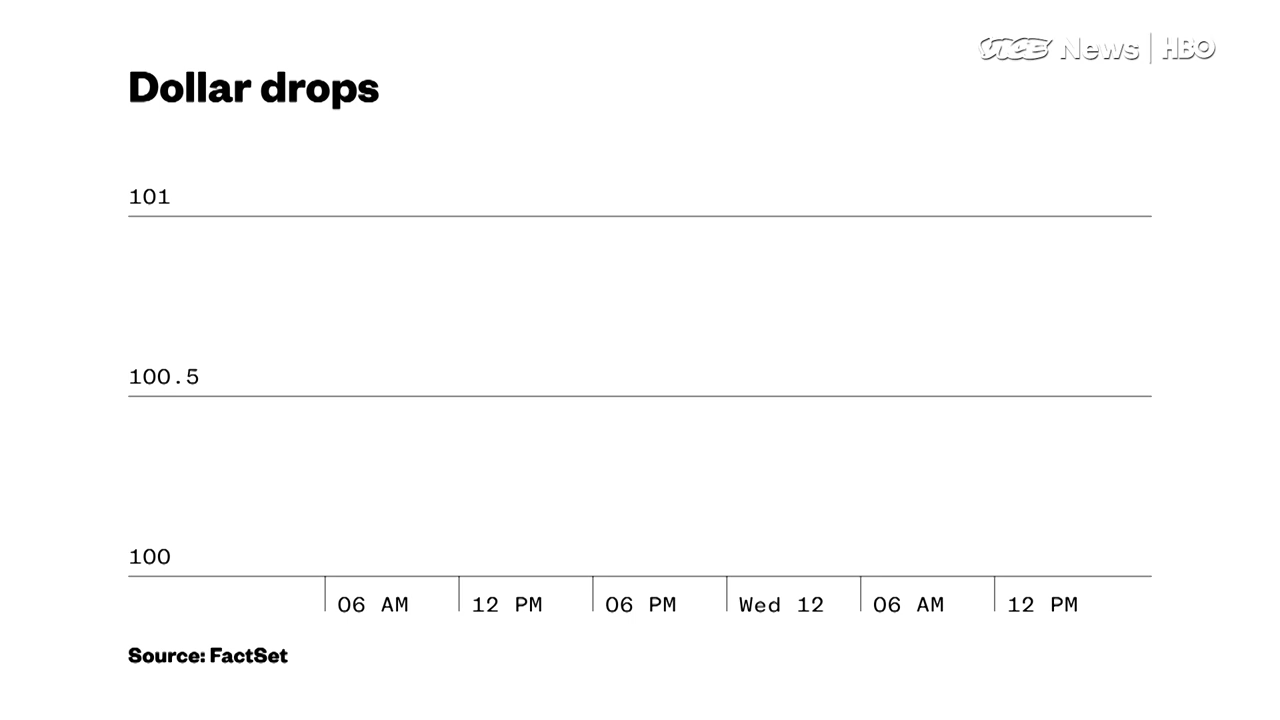 VICE News | HBO
Dollar drops
101
100.5
100
06 AM 12 PM 06 PM Wed 12 06 AM 12 PM
Source: FactSet